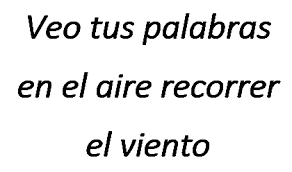 Veo tus palabras
en el aire recorrer
el viento